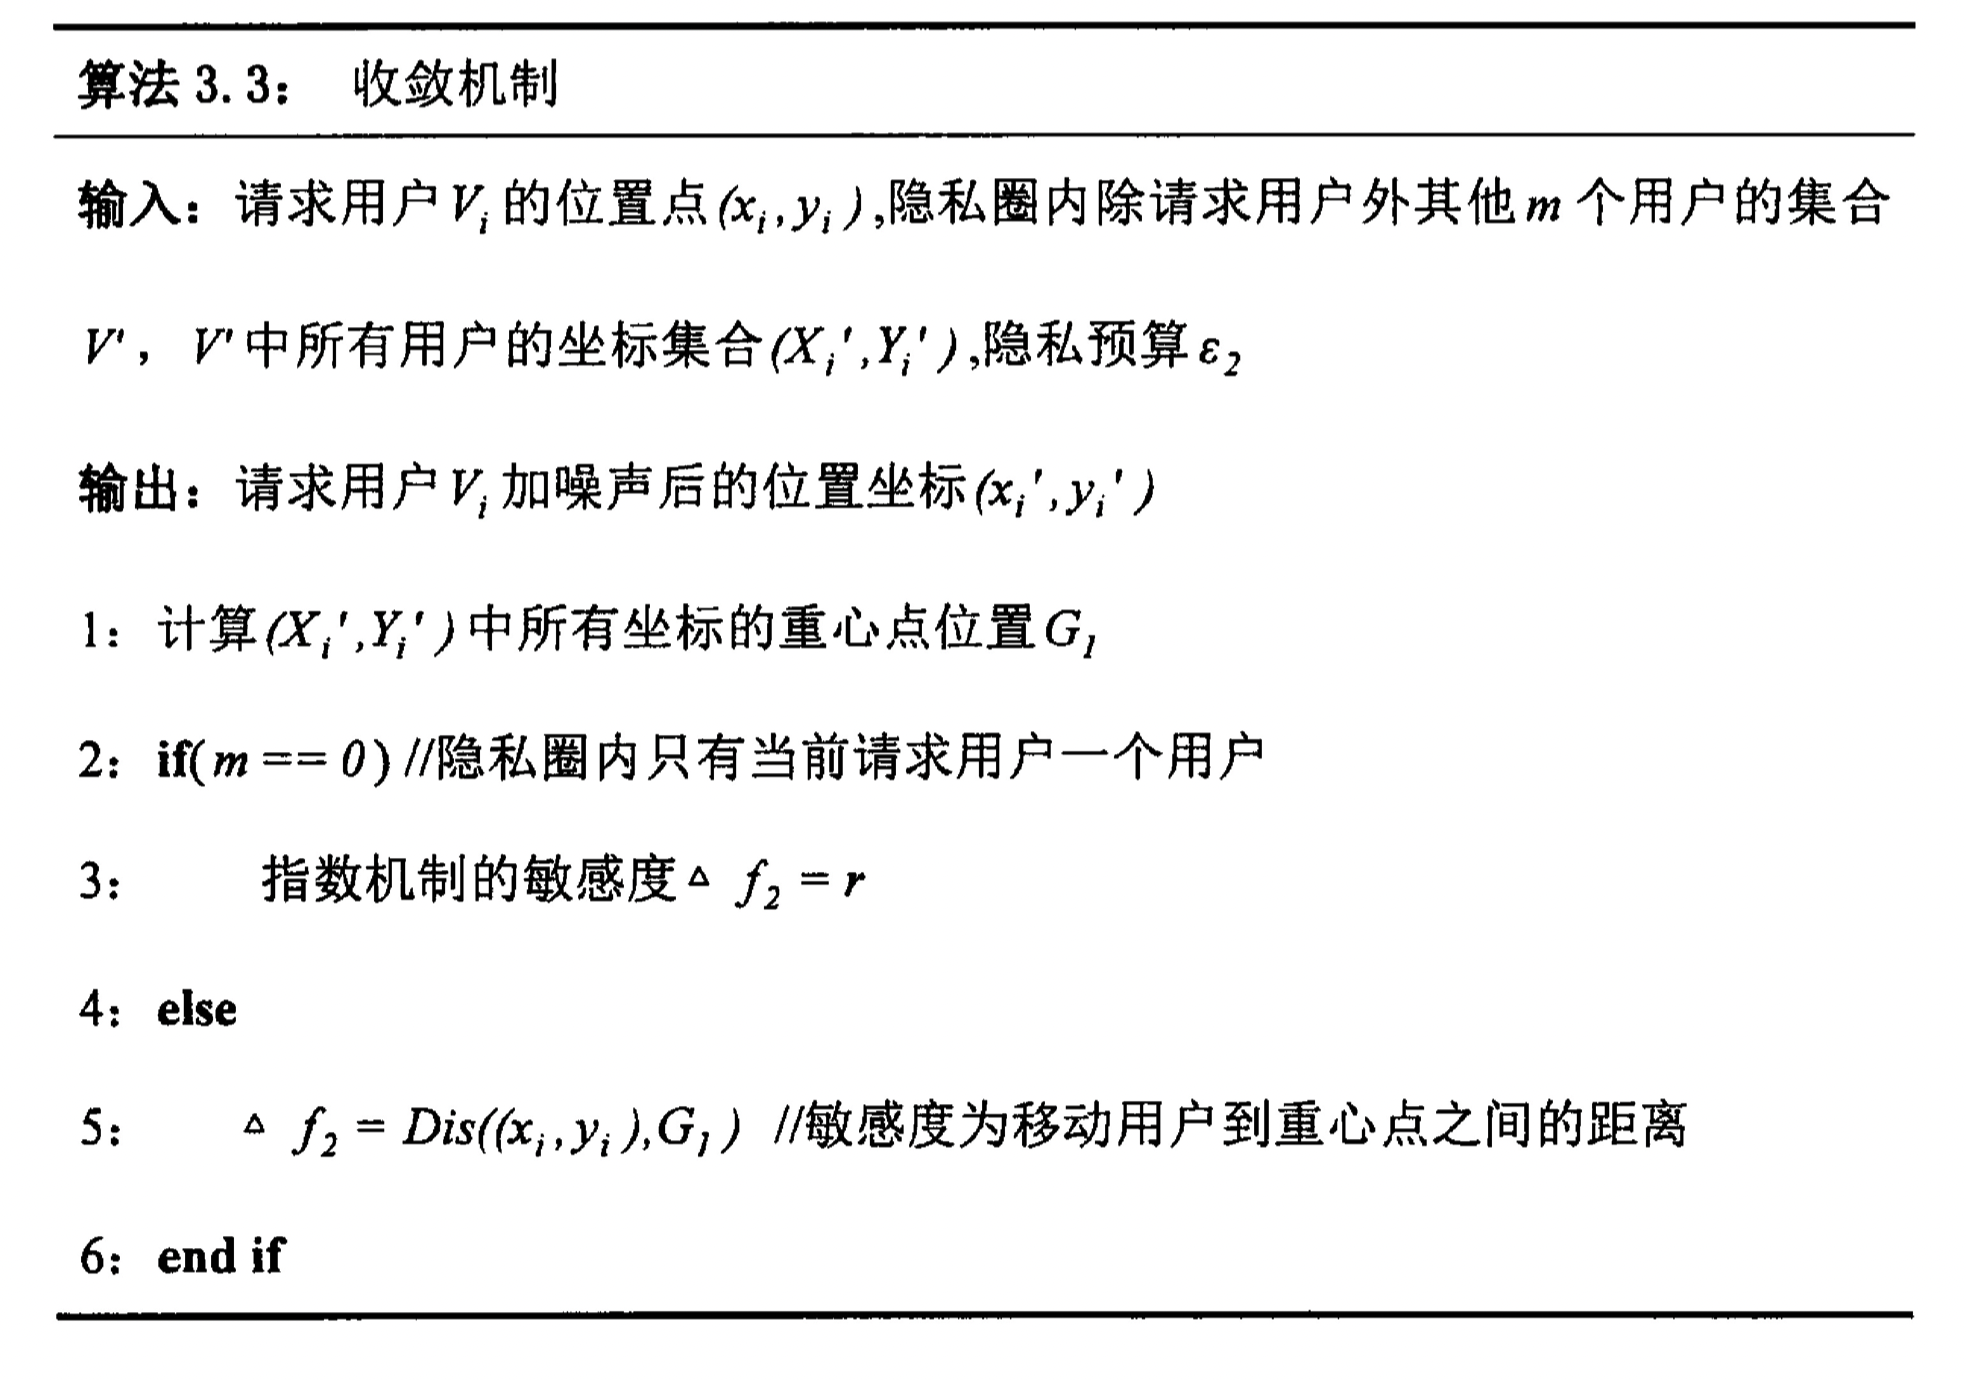 算法 3.3： 收敛机制
输入：请求用户 V_i 的位置点(x_i,y_i),隐私圈内除请求用户外其他 m 个用户的集合
V'， V'中所有用户的坐标集合(X_i',Y_i'),隐私预算 ε_2
输出：请求用户 V_i 加噪声后的位置坐标(x_i',y_i')
1：计算(X_i',Y_i')中所有坐标的重心点位置 G_1
2：if(m == 0) //隐私圈内只有当前请求用户一个用户
3： 指数机制的敏感度△ f_2 = r
4：else
5： △ f_2 = Dis((x_i,y_i),G_1) //敏感度为移动用户到重心点之间的距离
6：end if